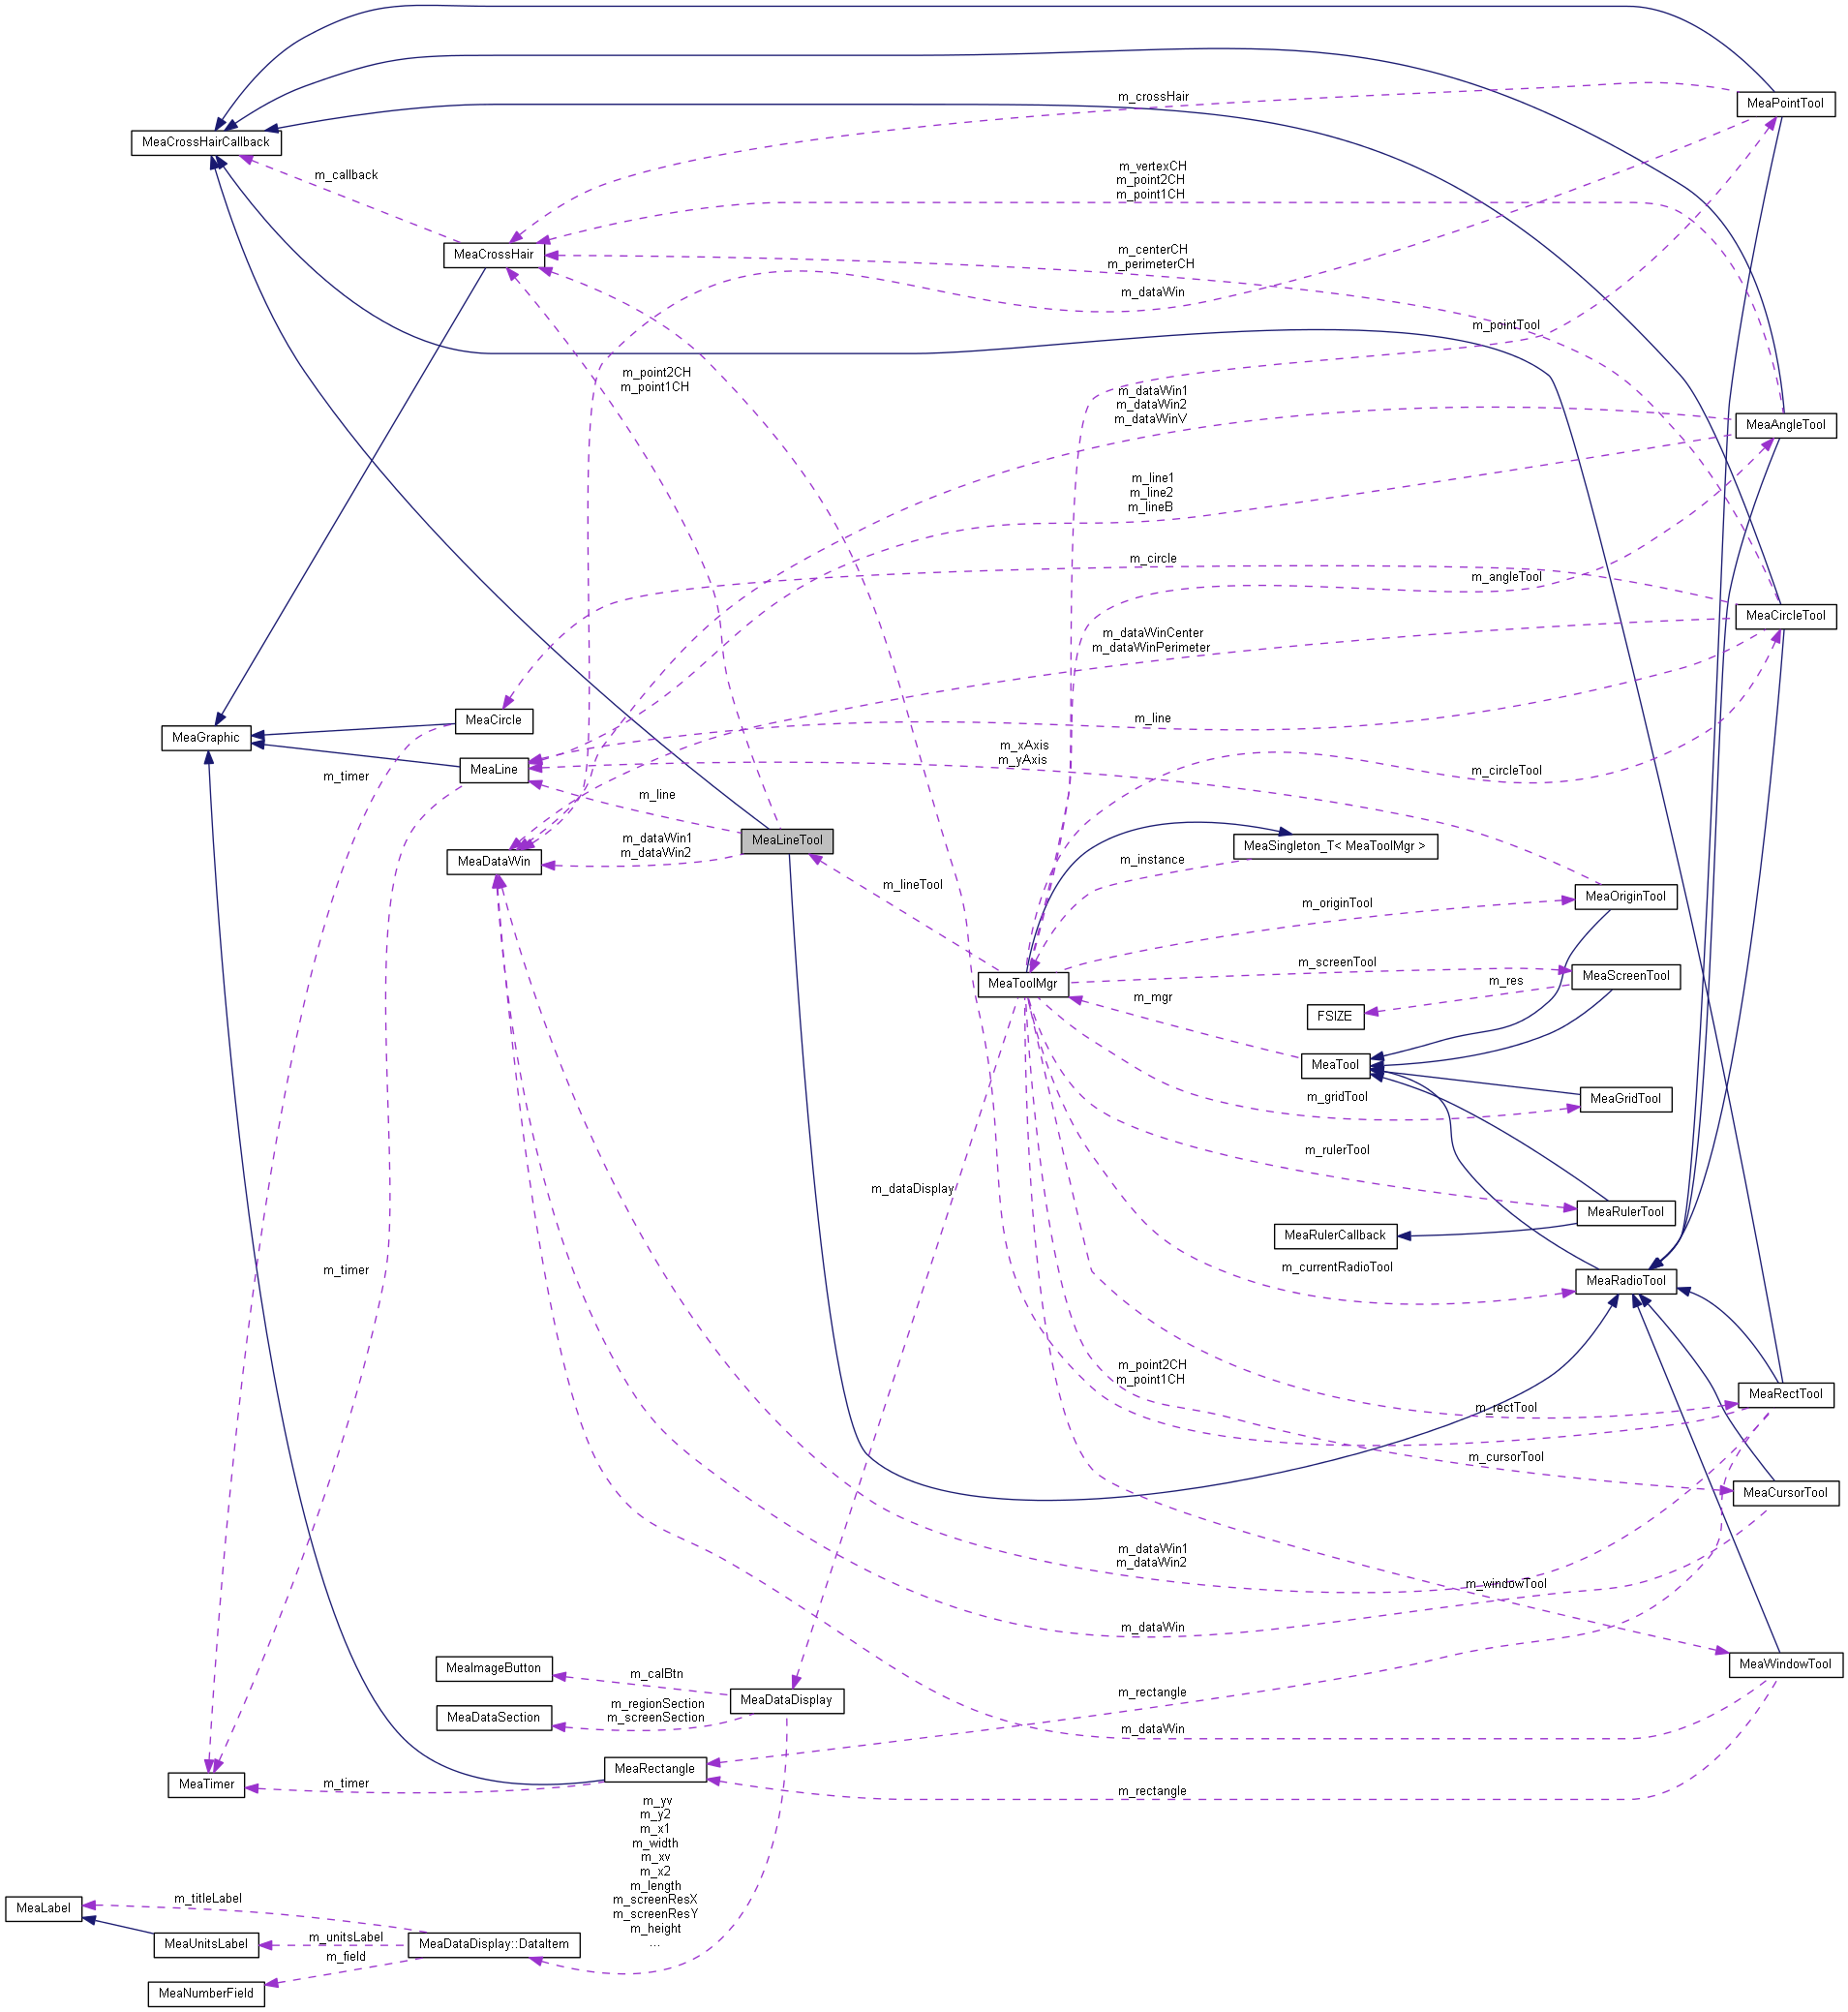 m_crossHair
MeaPointTool
MeaCrossHairCallback
m_callback
m_vertexCH
m_point2CH
m_point1CH
MeaCrossHair
m_centerCH
m_perimeterCH
m_dataWin
m_pointTool
m_point2CH
m_point1CH
m_dataWin1
m_dataWin2
m_dataWinV
MeaAngleTool
m_line1
m_line2
m_lineB
m_circle
m_angleTool
MeaCircleTool
m_dataWinCenter
m_dataWinPerimeter
MeaCircle
m_line
MeaGraphic
m_xAxis
m_yAxis
MeaLine
m_timer
m_circleTool
m_line
m_dataWin1
m_dataWin2
MeaLineTool
MeaSingleton_T< MeaToolMgr >
MeaDataWin
m_instance
m_lineTool
MeaOriginTool
m_originTool
m_screenTool
MeaScreenTool
MeaToolMgr
m_res
m_mgr
FSIZE
MeaTool
m_gridTool
MeaGridTool
m_rulerTool
m_dataDisplay
MeaRulerTool
MeaRulerCallback
m_timer
m_currentRadioTool
MeaRadioTool
m_point2CH
m_point1CH
MeaRectTool
m_rectTool
m_cursorTool
MeaCursorTool
m_dataWin1
m_dataWin2
m_windowTool
m_dataWin
MeaImageButton
m_calBtn
MeaWindowTool
m_rectangle
MeaDataDisplay
m_regionSection
m_screenSection
MeaDataSection
m_dataWin
MeaRectangle
MeaTimer
m_timer
m_rectangle
m_yv
m_y2
m_x1
m_width
m_xv
m_x2
m_length
m_screenResX
m_screenResY
m_height
...
m_titleLabel
MeaLabel
m_unitsLabel
MeaUnitsLabel
MeaDataDisplay::DataItem
m_field
MeaNumberField